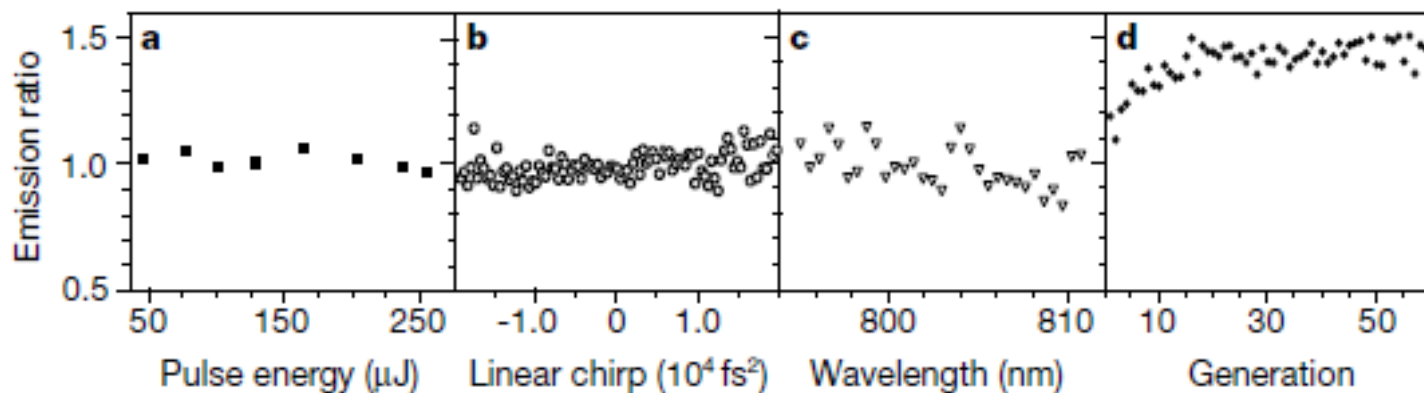 a b c d
1.5
1.0
0.5
Emission ratio
50 150 250 -1.0 0 1.0 800 810 10 30 50
Pulse energy (μJ) Linear chirp (10⁴ fs²) Wavelength (nm) Generation